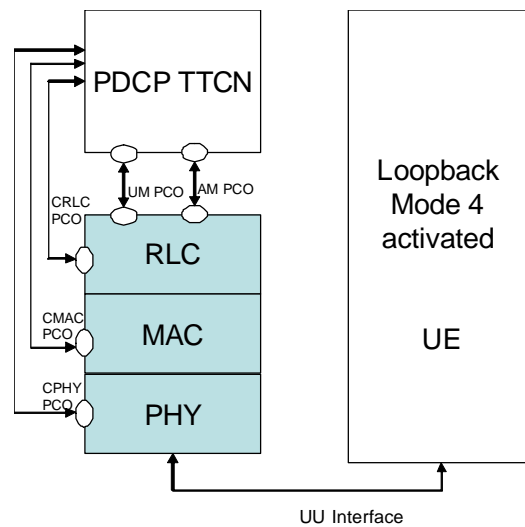 PDCP TTCN
UM PCO
AM PCO
CRLC
PCO
RLC
CMAC
PCO
MAC
CPHY
PCO
PHY
Loopback
Mode 4
activated
UE
UU Interface